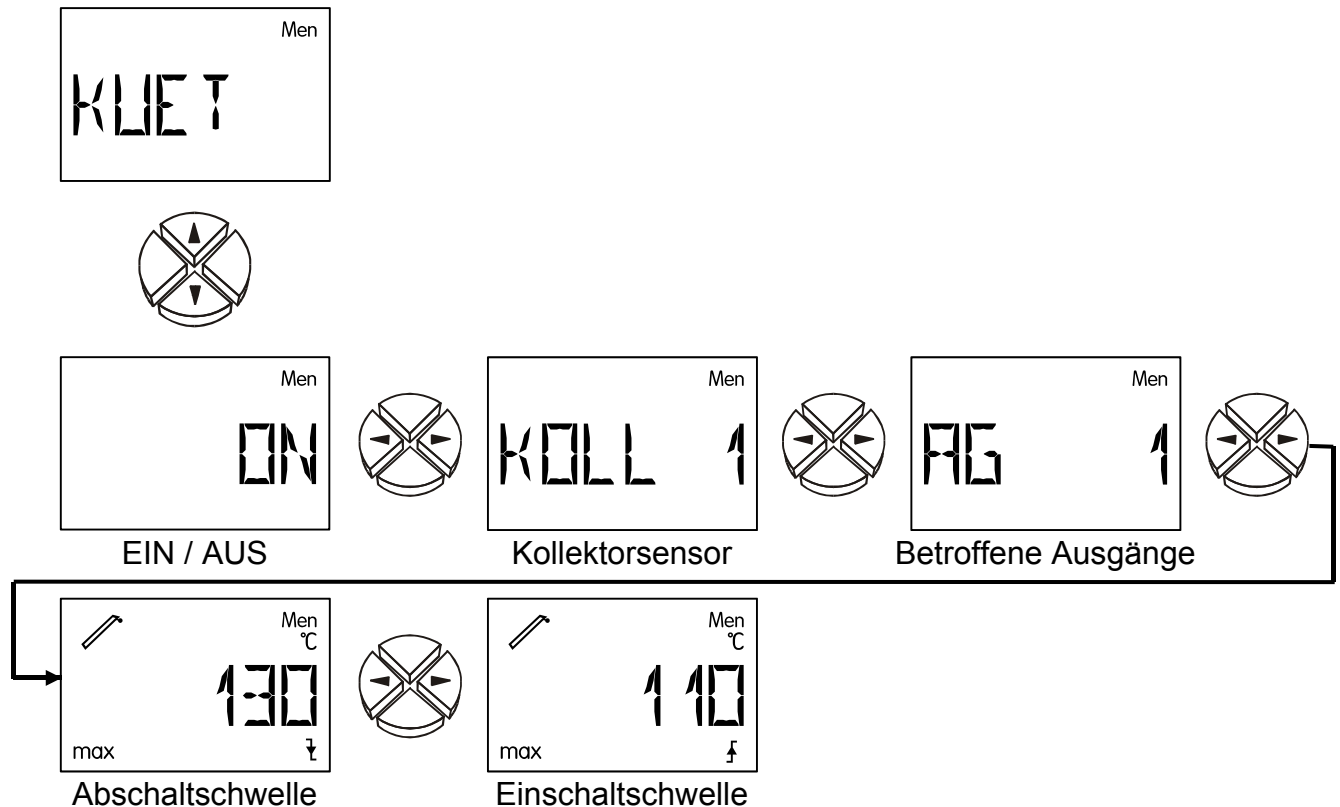 Men
KUET
Men
ON
EIN / AUS
Men
KOLL 1
Kollektorsensor
Men
AG 1
Betroffene Ausgänge
Men
°C
130
max
Abschaltschwelle
Men
°C
110
max
Einschaltschwelle